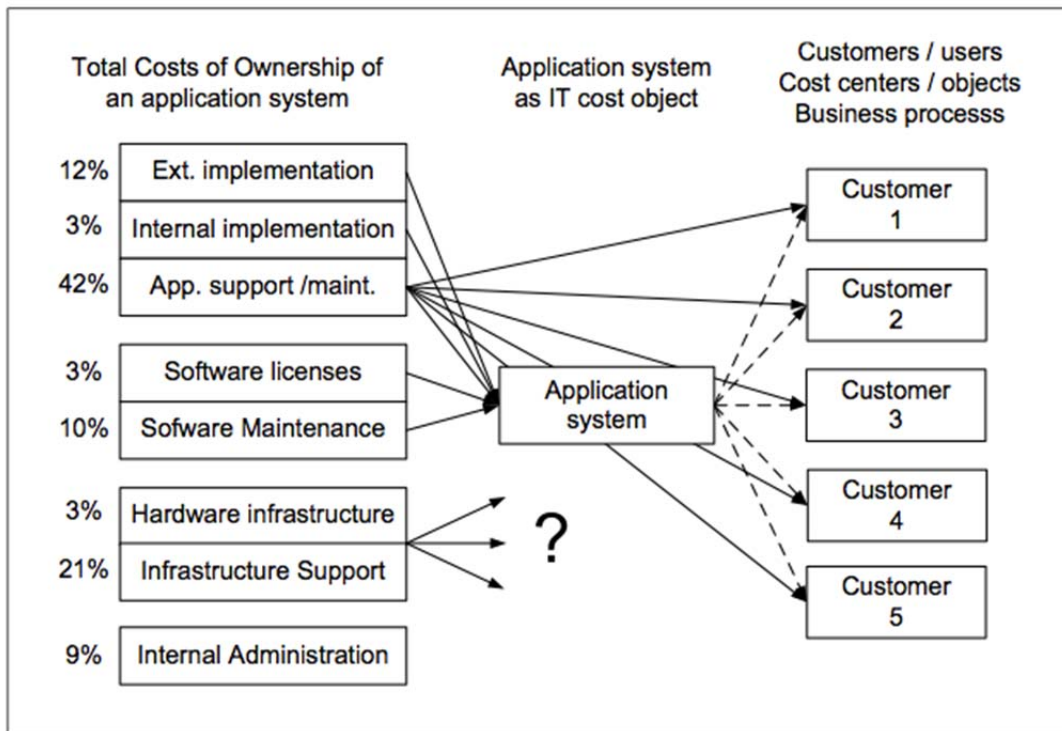 Total Costs of Ownership of
an application system
Application system
as IT cost object
Customers / users
Cost centers / objects
Business processs
12%
Ext. implementation
3%
Internal implementation
42%
App. support /maint.
3%
Software licenses
10%
Sofware Maintenance
3%
Hardware infrastructure
21%
Infrastructure Support
9%
Internal Administration
?
Application
system
Customer
1
Customer
2
Customer
3
Customer
4
Customer
5